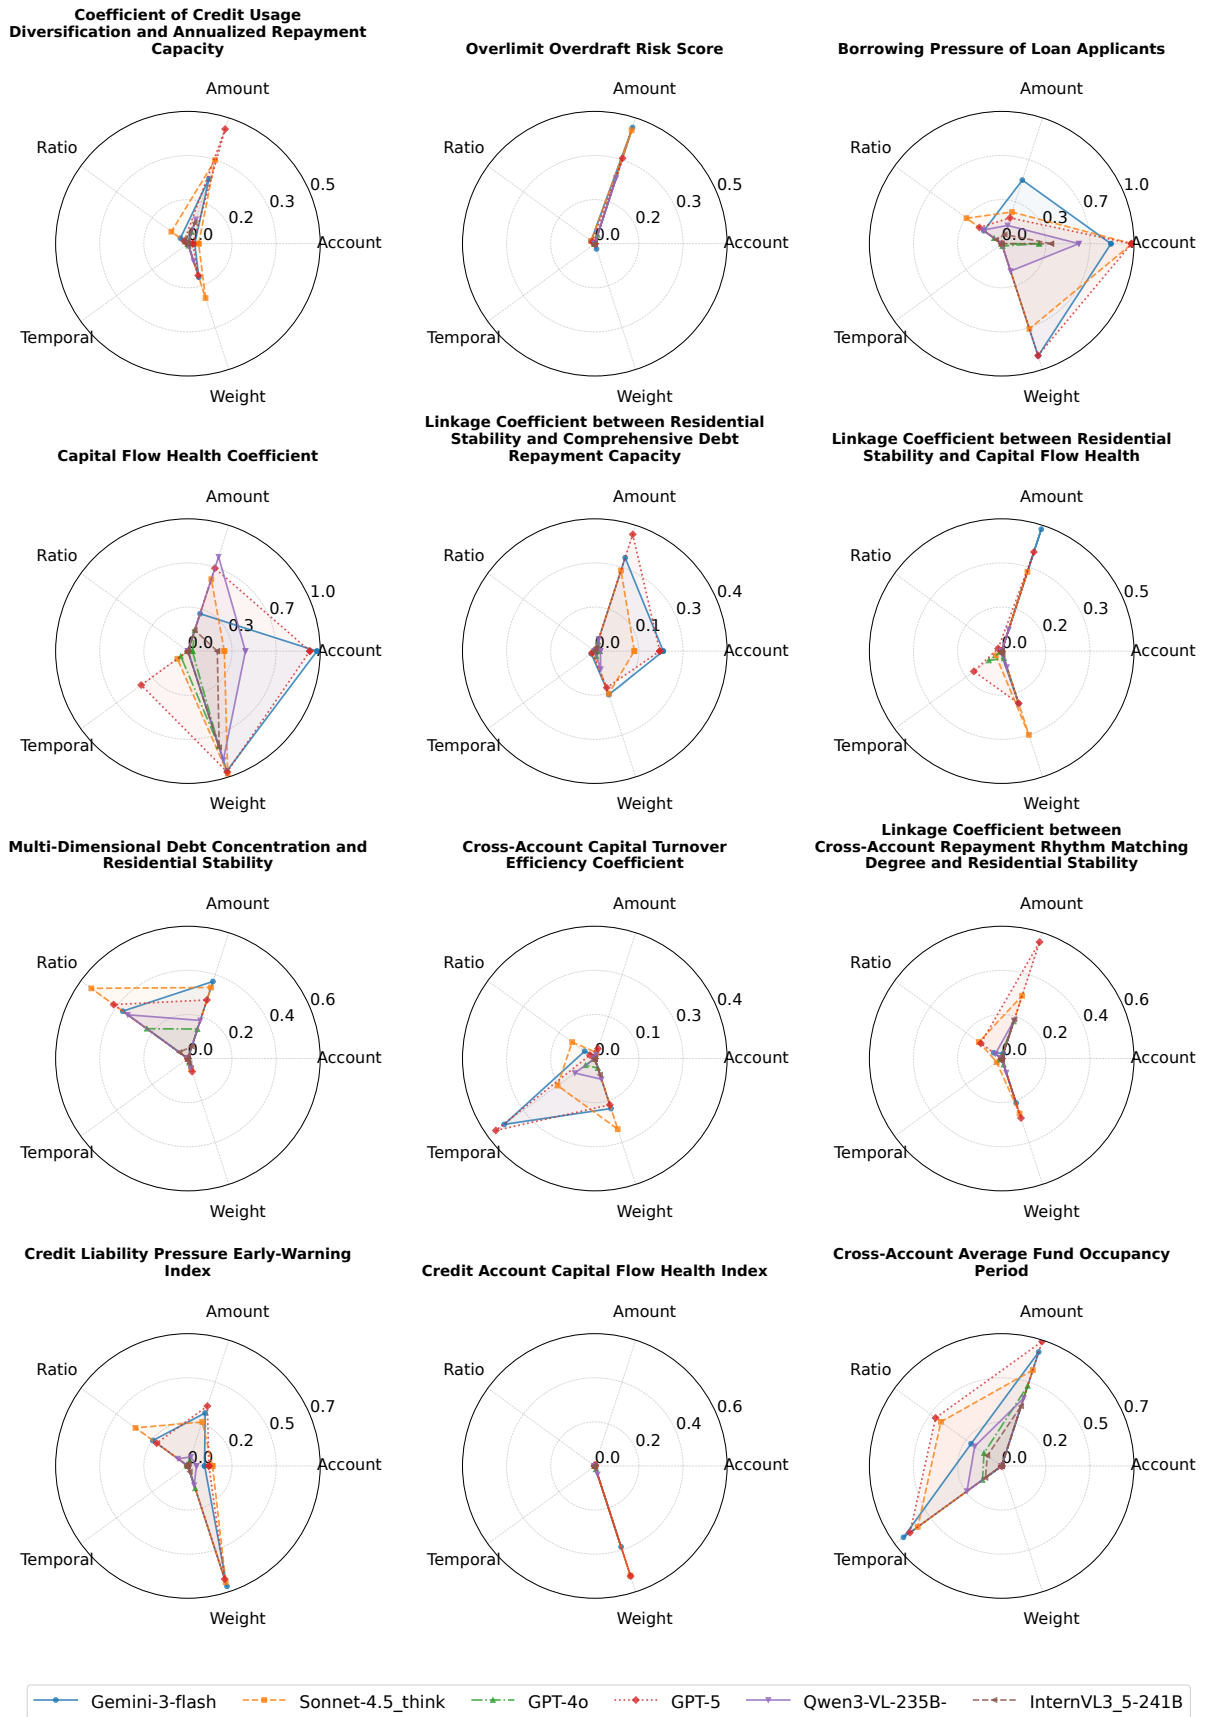 Coefficient of Credit Usage
Diversification and Annualized Repayment
Capacity
Amount
Ratio
0.5
0.3
0.2
0.0
Account
Temporal
Weight
Overlimit Overdraft Risk Score
Amount
Ratio
0.5
0.3
0.2
0.0
Account
Temporal
Weight
Borrowing Pressure of Loan Applicants
Amount
Ratio
1.0
0.7
0.3
0.0
Account
Temporal
Weight
Capital Flow Health Coefficient
Amount
Ratio
1.0
0.7
0.3
0.0
Account
Temporal
Weight
Linkage Coefficient between Residential
Stability and Comprehensive Debt
Repayment Capacity
Amount
Ratio
0.4
0.3
0.1
0.0
Account
Temporal
Weight
Linkage Coefficient between Residential
Stability and Capital Flow Health
Amount
Ratio
0.5
0.3
0.2
0.0
Account
Temporal
Weight
Multi-Dimensional Debt Concentration and
Residential Stability
Amount
Ratio
0.6
0.4
0.2
0.0
Account
Temporal
Weight
Cross-Account Capital Turnover
Efficiency Coefficient
Amount
Ratio
0.4
0.3
0.1
0.0
Account
Temporal
Weight
Linkage Coefficient between
Cross-Account Repayment Rhythm Matching
Degree and Residential Stability
Amount
Ratio
0.6
0.4
0.2
0.0
Account
Temporal
Weight
Credit Liability Pressure Early-Warning
Index
Amount
Ratio
0.7
0.5
0.2
0.0
Account
Temporal
Weight
Credit Account Capital Flow Health Index
Amount
Ratio
0.6
0.4
0.2
0.0
Account
Temporal
Weight
Cross-Account Average Fund Occupancy
Period
Amount
Ratio
0.7
0.5
0.2
0.0
Account
Temporal
Weight
Gemini-3-flash Sonnet-4.5_think GPT-4o GPT-5 Qwen3-VL-235B- InternVL3_5-241B